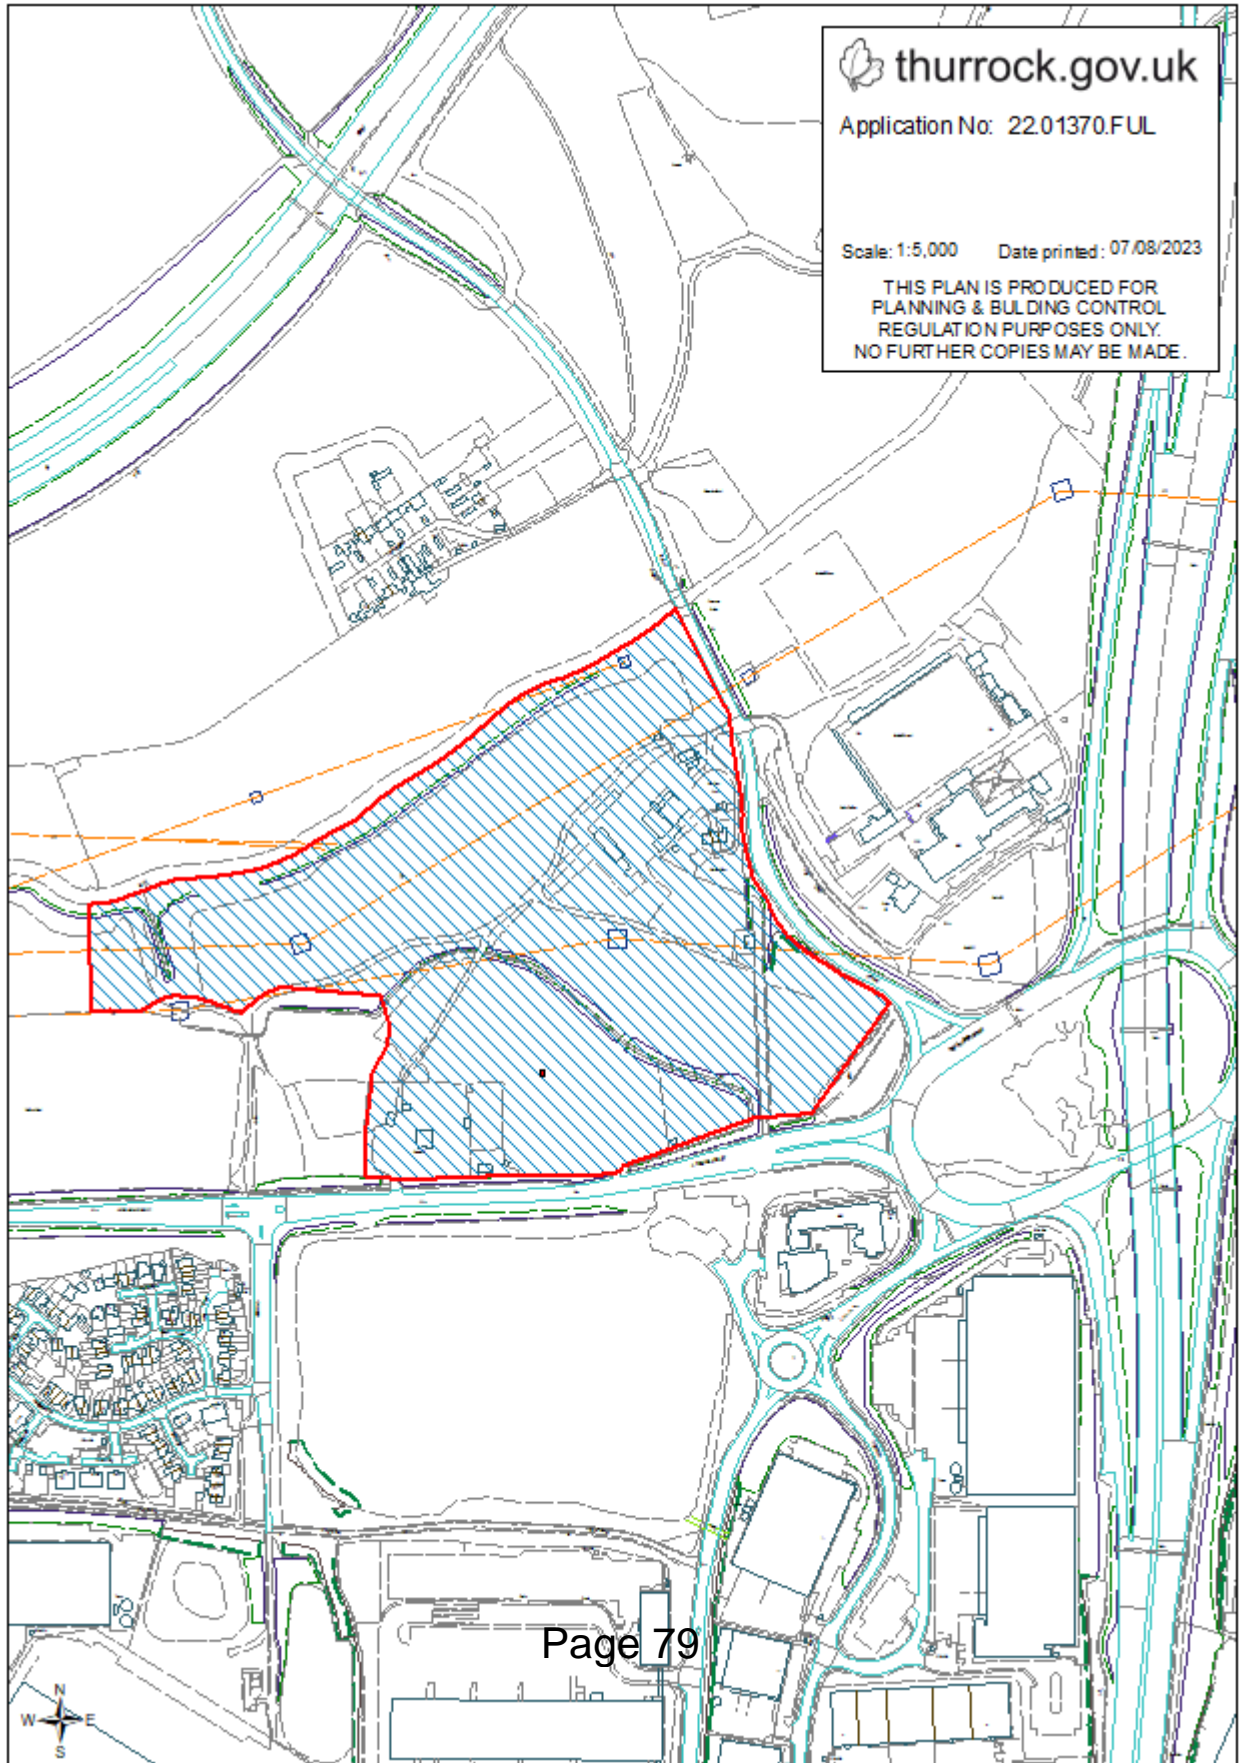 thurrock.gov.uk
Application No: 22.01370.FUL
Scale: 1:5,000 Date printed: 07/08/2023
THIS PLAN IS PRODUCED FOR
PLANNING & BULDING CONTROL
REGULATION PURPOSES ONLY.
NO FURTHER COPIES MAY BE MADE.
Page 79
N
W E
S